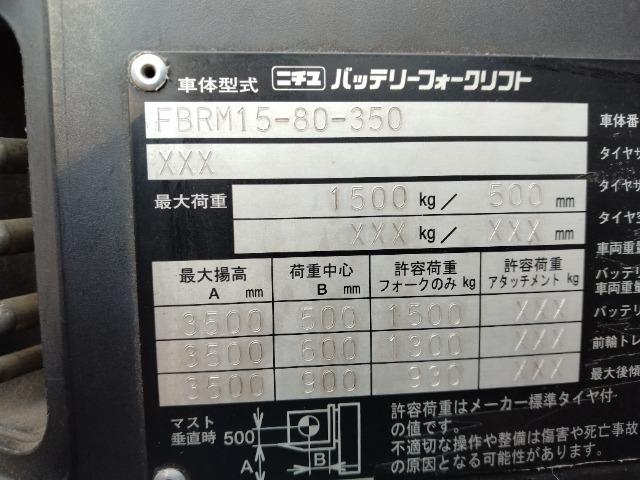 車体型式 ニチユ バッテリーフォークリフト
FBRM15-80-350
XXX
最大荷重 1500 kg/ 500 mm
XXX kg/ XXX mm
最大揚高 A mm 荷重中心 B mm 許容荷重 フォークのみ kg 許容荷重 アタッチメント kg
3500 500 1500 XXX
3500 600 1300 XXX
3500 900 930 XXX
マスト垂直時 500 A B
許容荷重はメーカー標準タイヤ付
の値です。
不適切な操作や整備は傷害や死亡事故
の原因となる可能性があります。
車体番
タイヤサ
タイヤサ
タイヤ空
車両重量
バッテリ
車両重量
バッテリ
前輪トレ
最大後傾